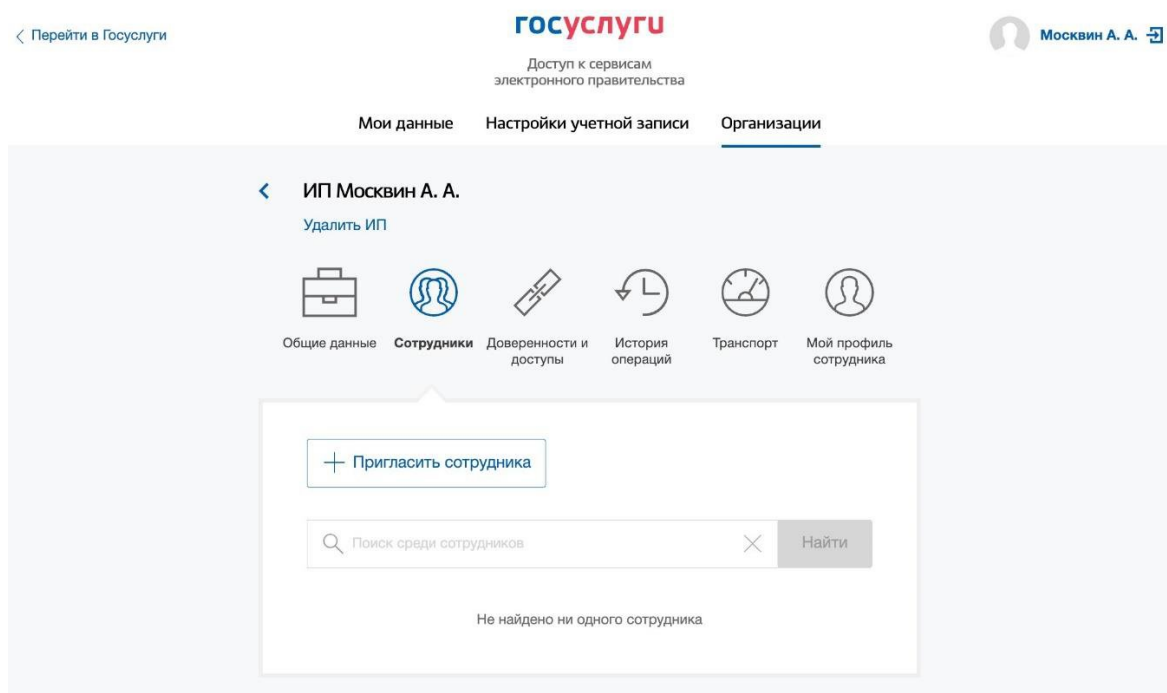 Перейти в Госуслуги
госуслуги
Доступ к сервисам
электронного правительства
Москвин А. А.
Мои данные
Настройки учетной записи
Организации
ИП Москвин А. А.
Удалить ИП
Общие данные
Сотрудники
Доверенности и
доступы
История
операций
Транспорт
Мой профиль
сотрудника
Пригласить сотрудника
Поиск среди сотрудников
Найти
Не найдено ни одного сотрудника